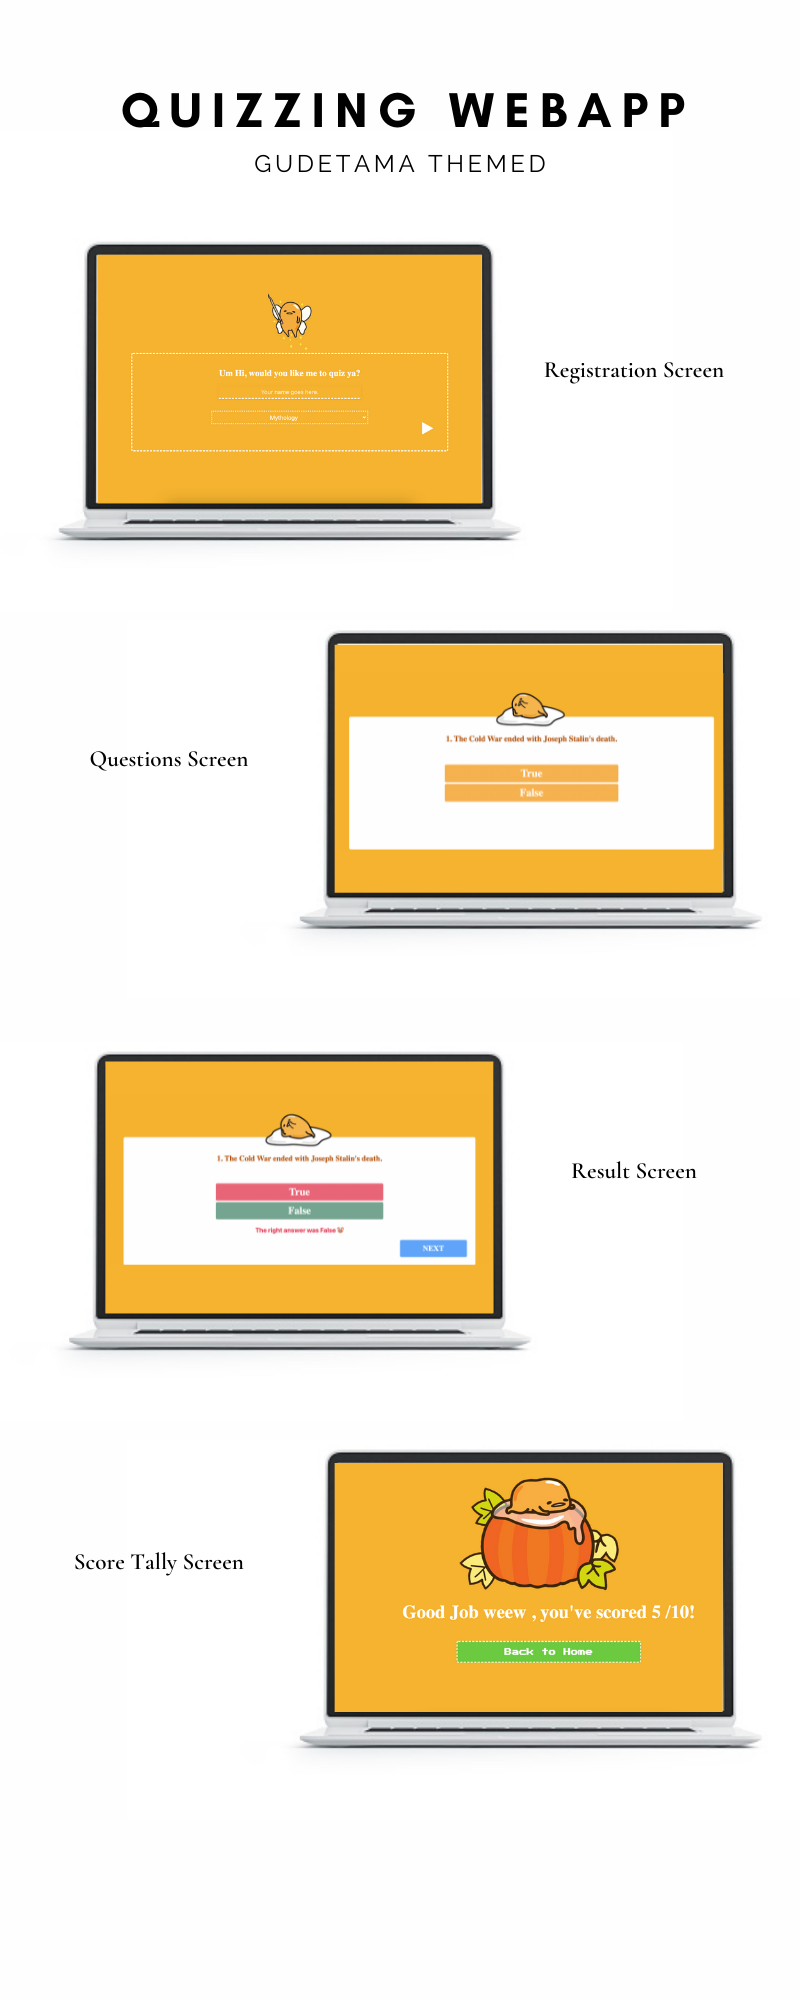 QUIZZING WEBAPP
GUDETAMA THEMED
Um Hi, would you like me to quiz ya?
Your name goes here.
Mythology
Registration Screen
Questions Screen
1. The Cold War ended with Joseph Stalin's death.
True
False
1. The Cold War ended with Joseph Stalin's death.
True
False
The right answer was False
NEXT
Result Screen
Score Tally Screen
Good Job weew , you've scored 5 /10!
Back to Home